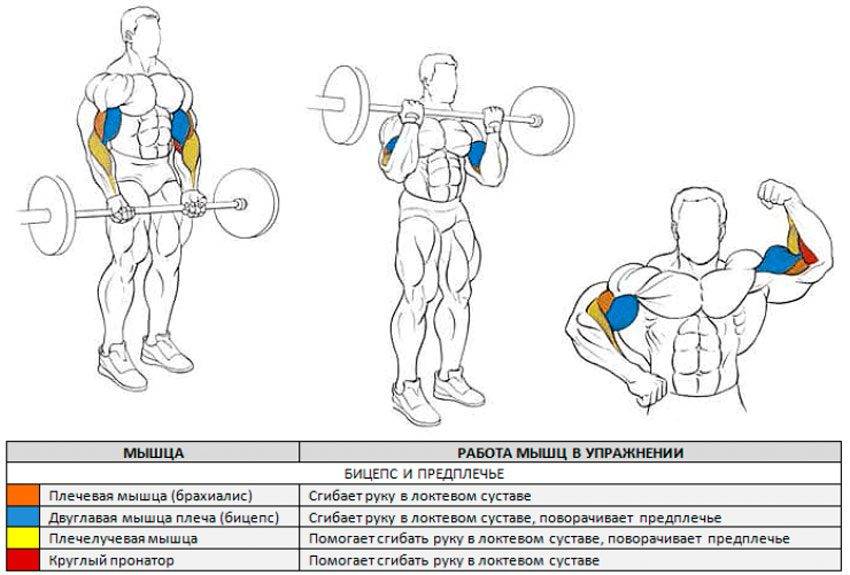 МЫШЦА РАБОТА МЫШЦ В УПРАЖНЕНИИ
БИЦЕПС И ПРЕДПЛЕЧЬЕ
Плечевая мышца (брахиалис) Сгибает руку в локтевом суставе
Двуглавая мышца плеча (бицепс) Сгибает руку в локтевом суставе, поворачивает предплечье
Плечелучевая мышца Помогает сгибать руку в локтевом суставе, поворачивает предплечье
Круглый пронатор Помогает сгибать руку в локтевом суставе